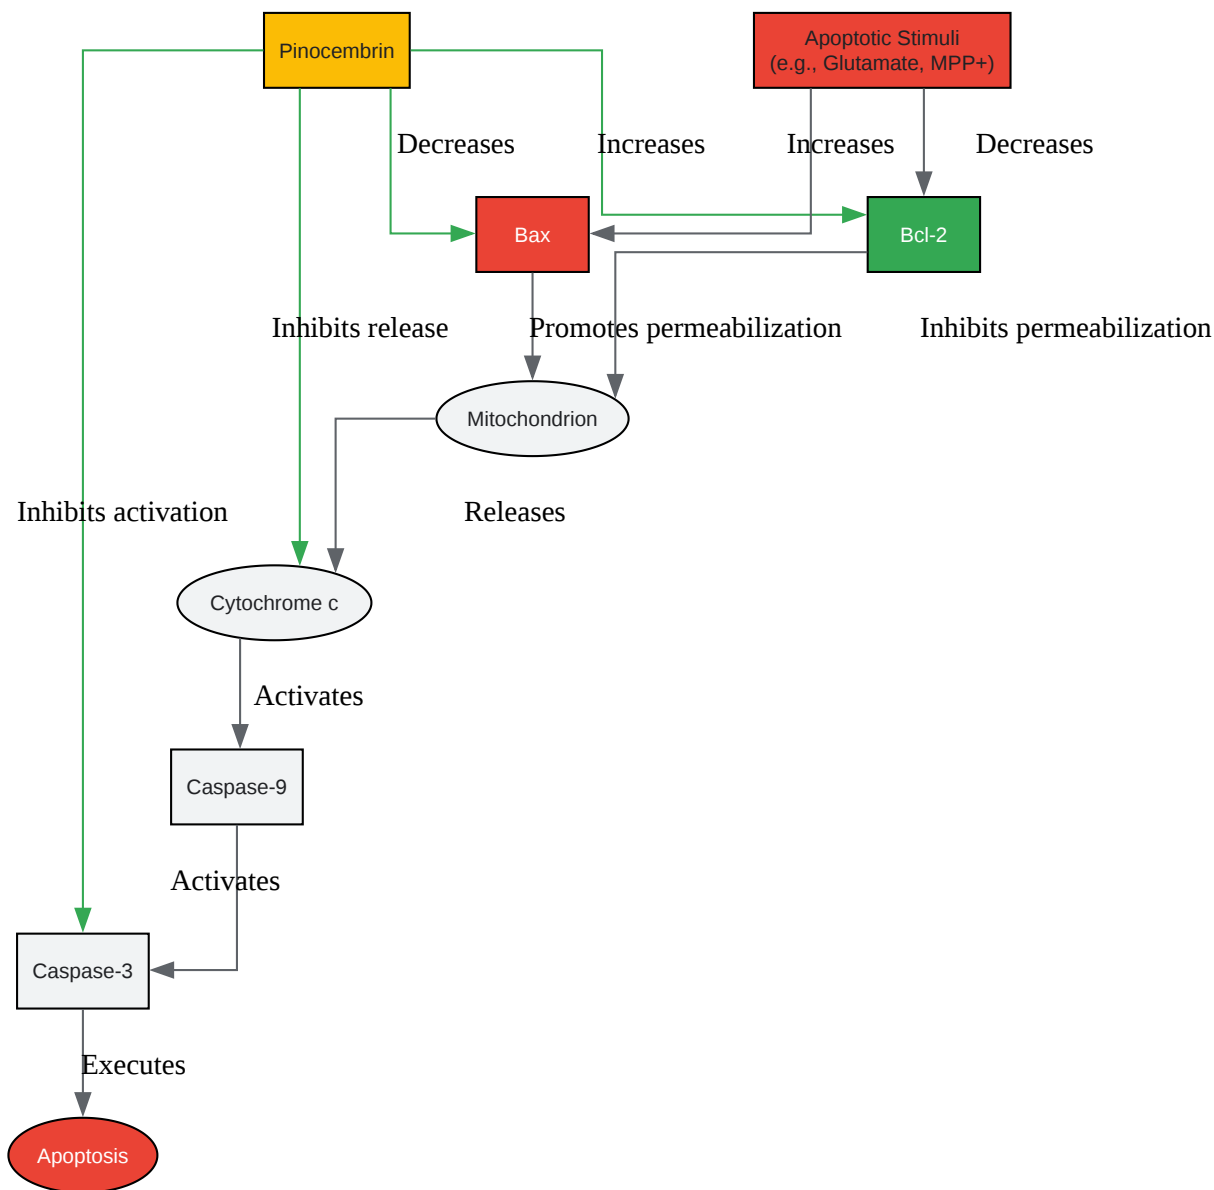 Pinocembrin
Apoptotic Stimuli
(e.g., Glutamate, MPP+)
Decreases
Increases
Increases
Decreases
Bax
Bcl-2
Inhibits release
Promotes permeabilization
Inhibits permeabilization
Mitochondrion
Inhibits activation
Releases
Cytochrome c
Activates
Caspase-9
Activates
Caspase-3
Executes
Apoptosis